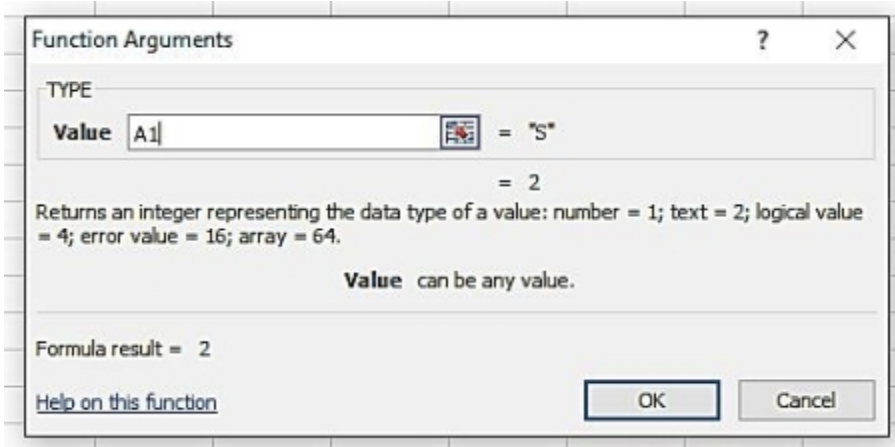 Function Arguments ? ×
TYPE
Value A1 = "S"
= 2
Returns an integer representing the data type of a value: number = 1; text = 2; logical value
= 4; error value = 16; array = 64.
Value can be any value.
Formula result = 2
Help on this function OK Cancel